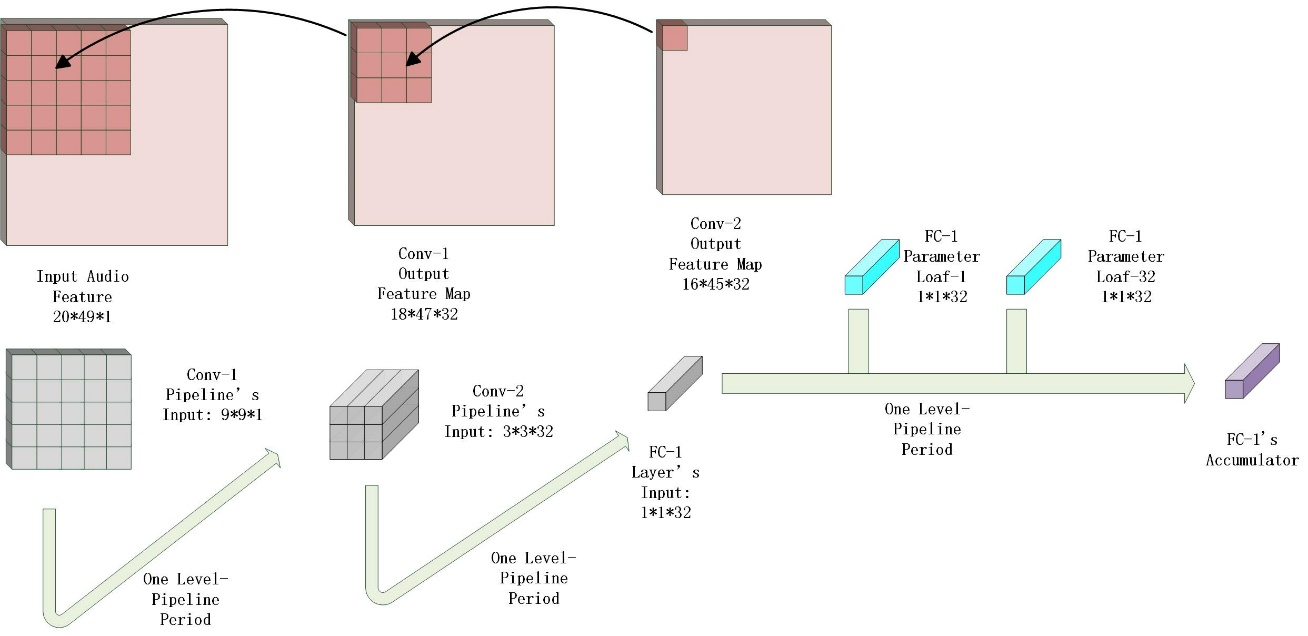 Input Audio
Feature
20*49*1
Conv-1
Output
Feature Map
18*47*32
Conv-2
Output
Feature Map
16*45*32
FC-1
Parameter
Loaf-1
1*1*32
FC-1
Parameter
Loaf-32
1*1*32
Conv-1
Pipeline's
Input: 9*9*1
Conv-2
Pipeline's
Input: 3*3*32
FC-1
Layer's
Input:
1*1*32
One Level-
Pipeline
Period
FC-1's
Accumulator
One Level-
Pipeline
Period
One Level-
Pipeline
Period